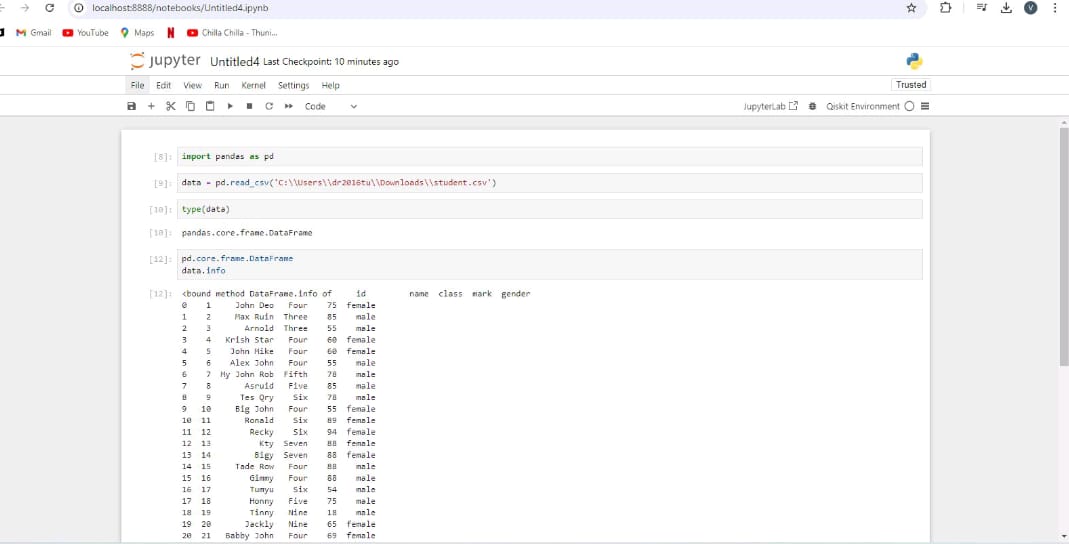 localhost:8888/notebooks/Untitled4.ipynb
V
Gmail YouTube Maps Chilla Chilla - Thuni...
jupyter Untitled4 Last Checkpoint: 10 minutes ago
File Edit View Run Kernel Settings Help Trusted
Code JupyterLab Qiskit Environment
[8]: import pandas as pd
[9]: data = pd.read_csv('C:\\Users\\dr2016tu\\Downloads\\student.csv')
[10]: type(data)
[10]: pandas.core.frame.DataFrame
[12]: pd.core.frame.DataFrame
data.info
[12]: <bound method DataFrame.info of id name class mark gender
0 1 John Deo Four 75 female
1 2 Max Ruin Three 85 male
2 3 Arnold Three 55 male
3 4 Krish Star Four 60 female
4 5 John Mike Four 60 female
5 6 Alex John Four 55 male
6 7 My John Rob Fifth 78 male
7 8 Asruid Five 85 male
8 9 Tes Qry Six 78 male
9 10 Big John Four 55 female
10 11 Ronald Six 89 female
11 12 Recky Six 94 female
12 13 Kty Seven 88 female
13 14 Bigy Seven 88 female
14 15 Tade Row Four 88 male
15 16 Gimmy Four 88 male
16 17 Tumyu Six 54 male
17 18 Honny Five 75 male
18 19 Tinny Nine 18 male
19 20 Jackly Nine 65 female
20 21 Babby John Four 69 female